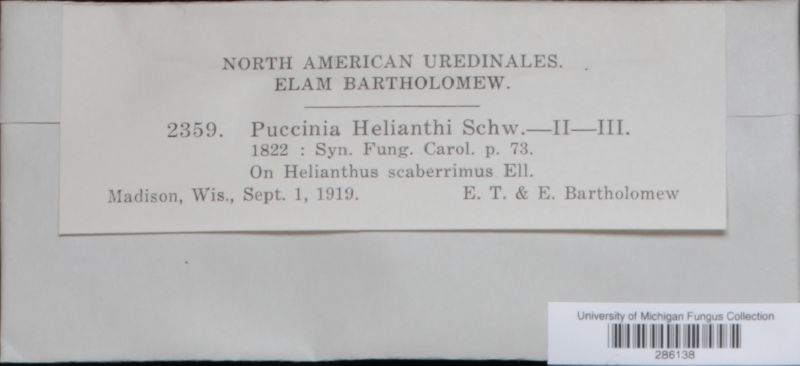 NORTH AMERICAN UREDINALES.
ELAM BARTHOLOMEW.
2359. Puccinia Helianthi Schw.—II—III.
1822 : Syn. Fung. Carol. p. 73.
On Helianthus scaberrimus Ell.
Madison, Wis., Sept. 1, 1919. E. T. & E. Bartholomew
University of Michigan Fungus Collection
286138